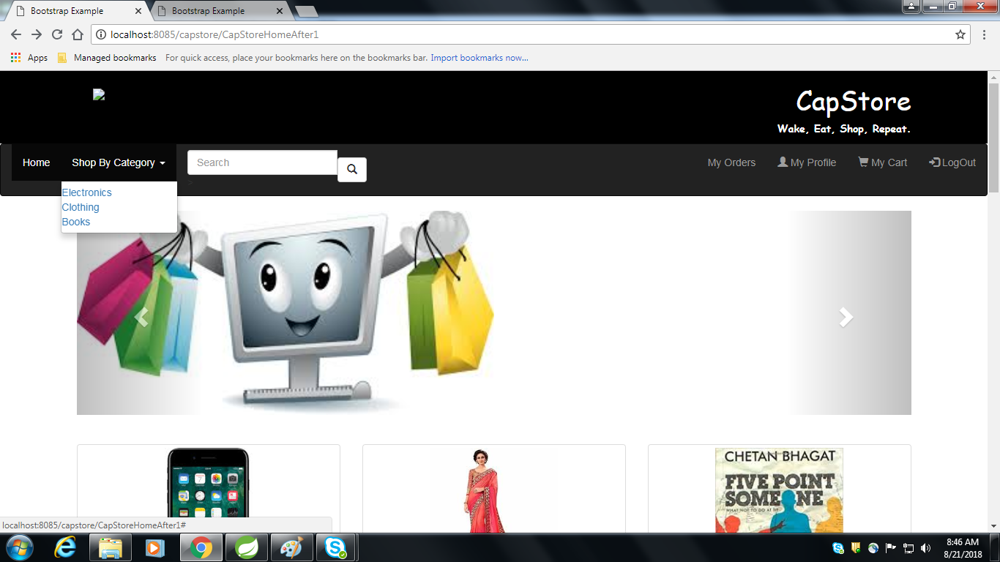 Bootstrap Example
Bootstrap Example
localhost:8085/capstore/CapStoreHomeAfter1
Apps
Managed bookmarks
For quick access, place your bookmarks here on the bookmarks bar. Import bookmarks now...
CapStore
Wake, Eat, Shop, Repeat.
Home
Shop By Category
Search
My Orders
My Profile
My Cart
LogOut
>
Electronics
Clothing
Books
CHETAN BHAGAT
FIVE POINT
SOMEONE
WHAT NOT TO DO AT IIT
localhost:8085/capstore/CapStoreHomeAfter1#
8:46 AM
8/21/2018